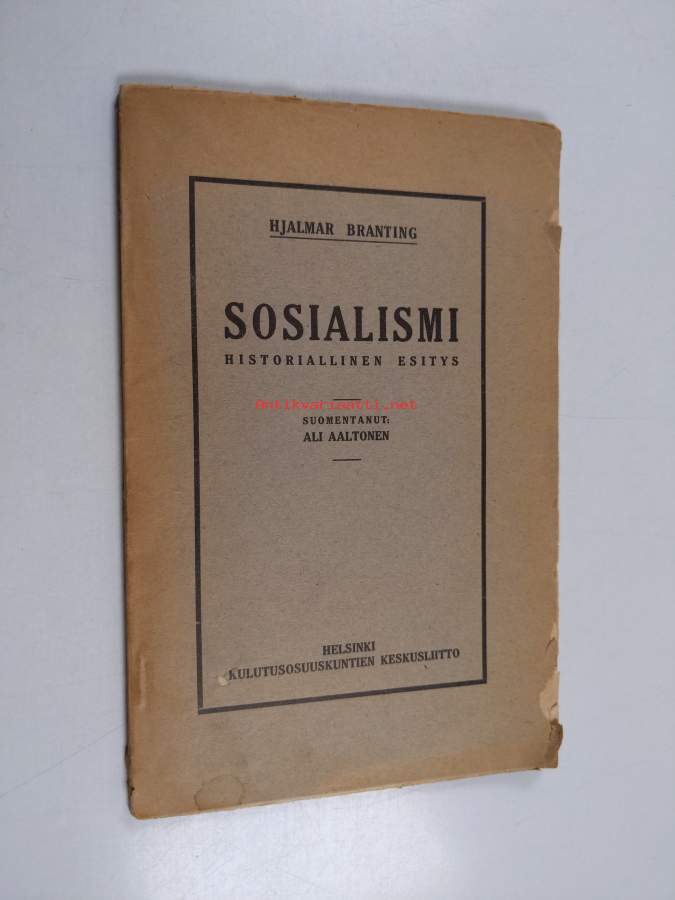 HJALMAR BRANTING
SOSIALISMI
HISTORIALLINEN ESITYS
Antikvariaatti.net
SUOMENTANUT:
ALI AALTONEN
HELSINKI
KULUTUSOSUUSKUNTIEN KESKUSLIITTO